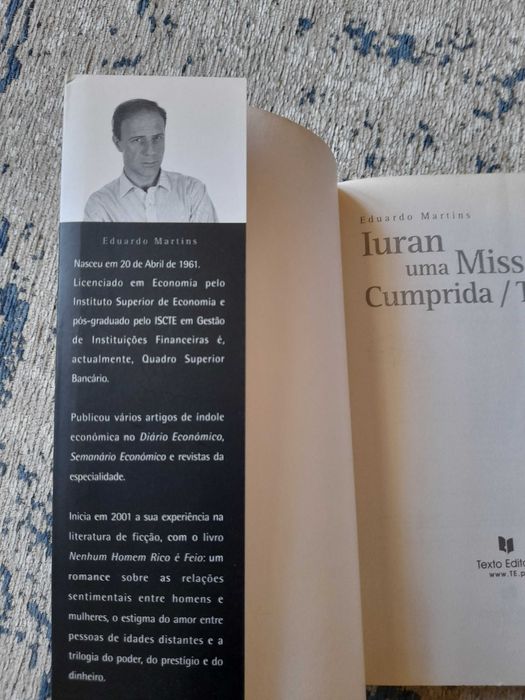 Eduardo Martins
Nasceu em 20 de Abril de 1961.
Licenciado em Economia pelo
Instituto Superior de Economia e
pós-graduado pelo ISCTE em Gestão
de Instituições Financeiras é,
actualmente, Quadro Superior
Bancário.
Publicou vários artigos de índole
económica no Diário Económico,
Semanário Económico e revistas da
especialidade.
Inicia em 2001 a sua experiência na
literatura de ficção, com o livro
Nenhum Homem Rico é Feio: um
romance sobre as relações
sentimentais entre homens e
mulheres, o estigma do amor entre
pessoas de idades distantes e a
trilogia do poder, do prestígio e do
dinheiro.
Eduardo Martins
Iuran
uma Miss
Cumprida / T
Texto Edito
www.TE.p